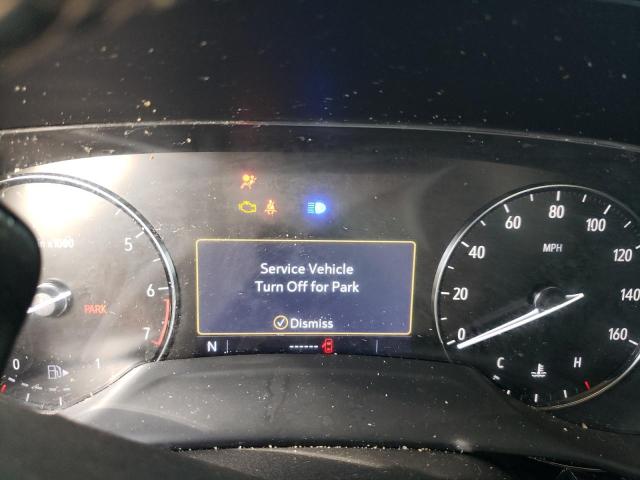 80
60 100
40 MPH 120
n x1000 5
Service Vehicle
Turn Off for Park
20 140
6
PARK
7
Dismiss
0 160
N ------
C H
0 1